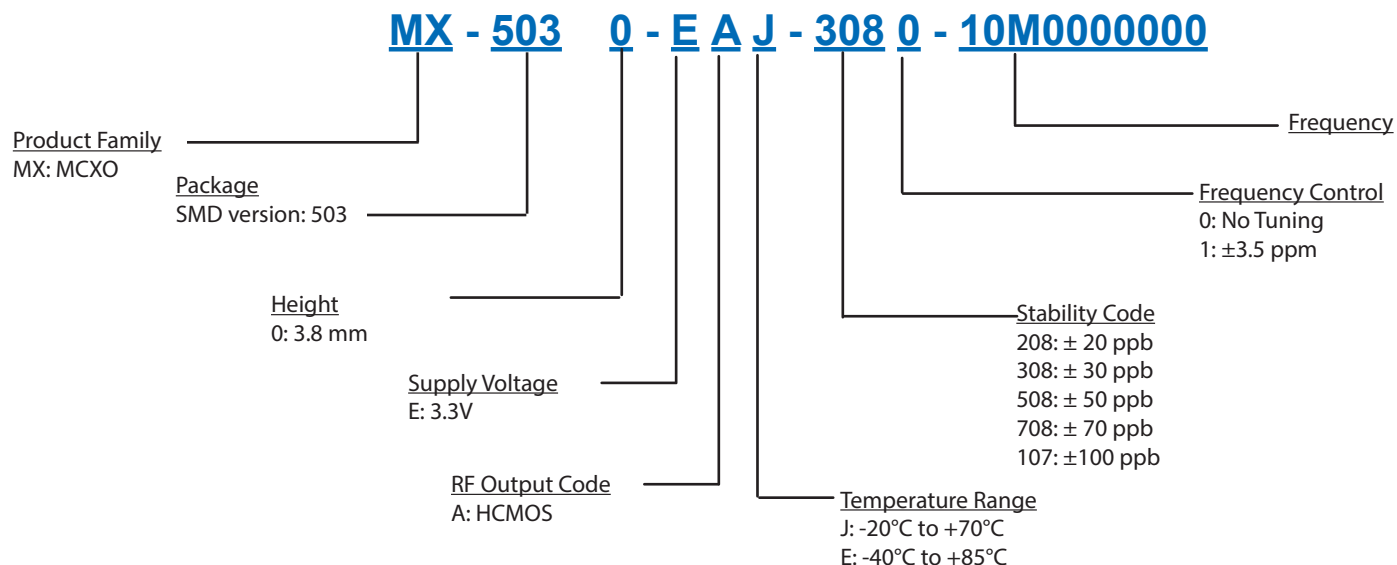 MX - 503 0 - E A J - 308 0 - 10M0000000
Product Family
MX: MCXO
Package
SMD version: 503
Height
0: 3.8 mm
Supply Voltage
E: 3.3V
RF Output Code
A: HCMOS
Temperature Range
J: -20°C to +70°C
E: -40°C to +85°C
Stability Code
208: ± 20 ppb
308: ± 30 ppb
508: ± 50 ppb
708: ± 70 ppb
107: ±100 ppb
Frequency Control
0: No Tuning
1: ±3.5 ppm
Frequency